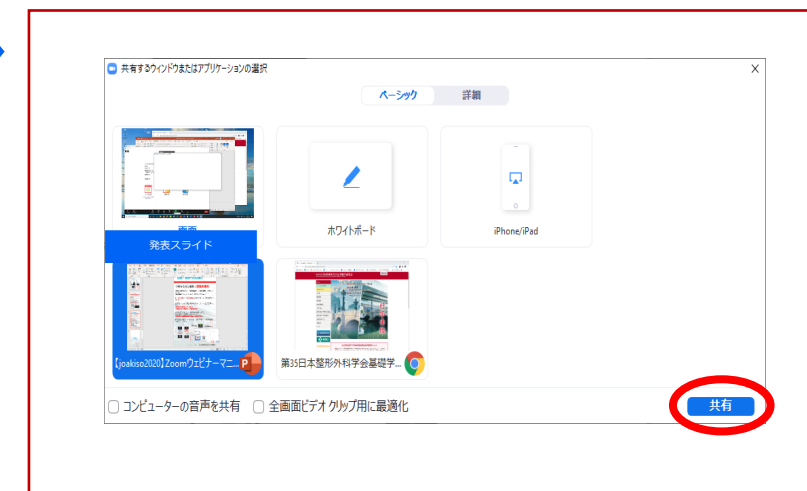 共有するウィンドウまたはアプリケーションの選択
ベーシック 詳細
画面
ホワイトボード
iPhone/iPad
発表スライド
【joakiso2020】Zoomウェビナーマニ...
第35日本整形外科学会基礎学...
コンピューターの音声を共有
全画面ビデオ クリップ用に最適化
共有